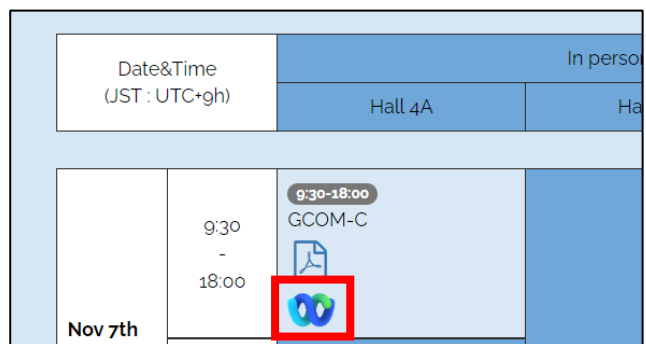 Date&Time
(JST : UTC+9h)
In perso
Hall 4A
Ha
9:30-18:00
GCOM-C
9:30
-
18:00
Nov 7th